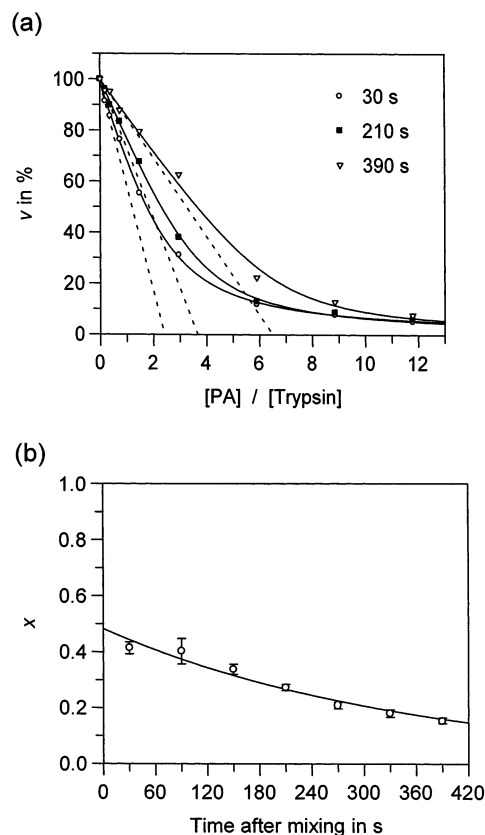 (a)
100
80
60
40
20
0
v in %
30 s
210 s
390 s
0 2 4 6 8 10 12
[PA] / [Trypsin]
(b)
1.0
0.8
0.6
0.4
0.2
0.0
x
0 60 120 180 240 300 360 420
Time after mixing in s